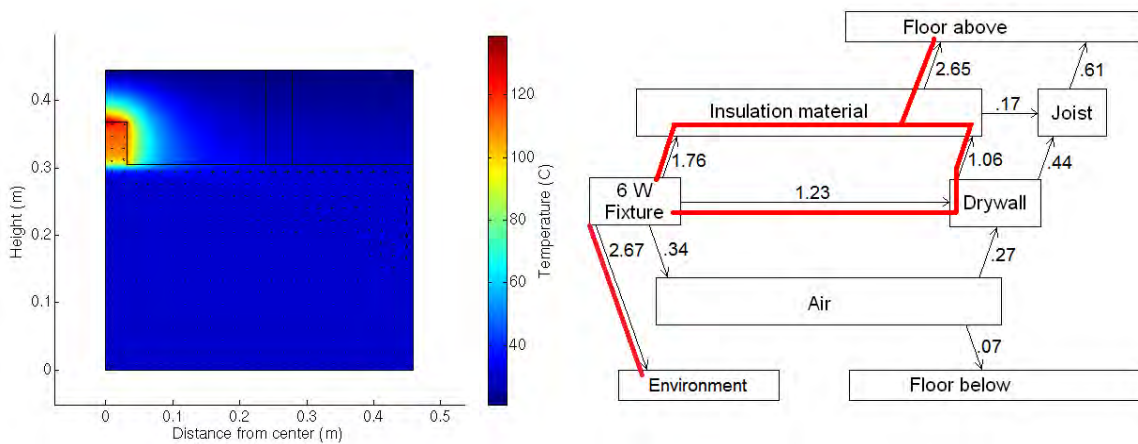 0.4
0.3
0.2
0.1
0
Height (m)
0 0.1 0.2 0.3 0.4 0.5
Distance from center (m)
120
100
80
60
40
Temperature (C)
Floor above
2.65
.61
Insulation material
.17
Joist
1.76
1.06
.44
6 W
Fixture
1.23
Drywall
2.67
.34
.27
Air
.07
Environment
Floor below